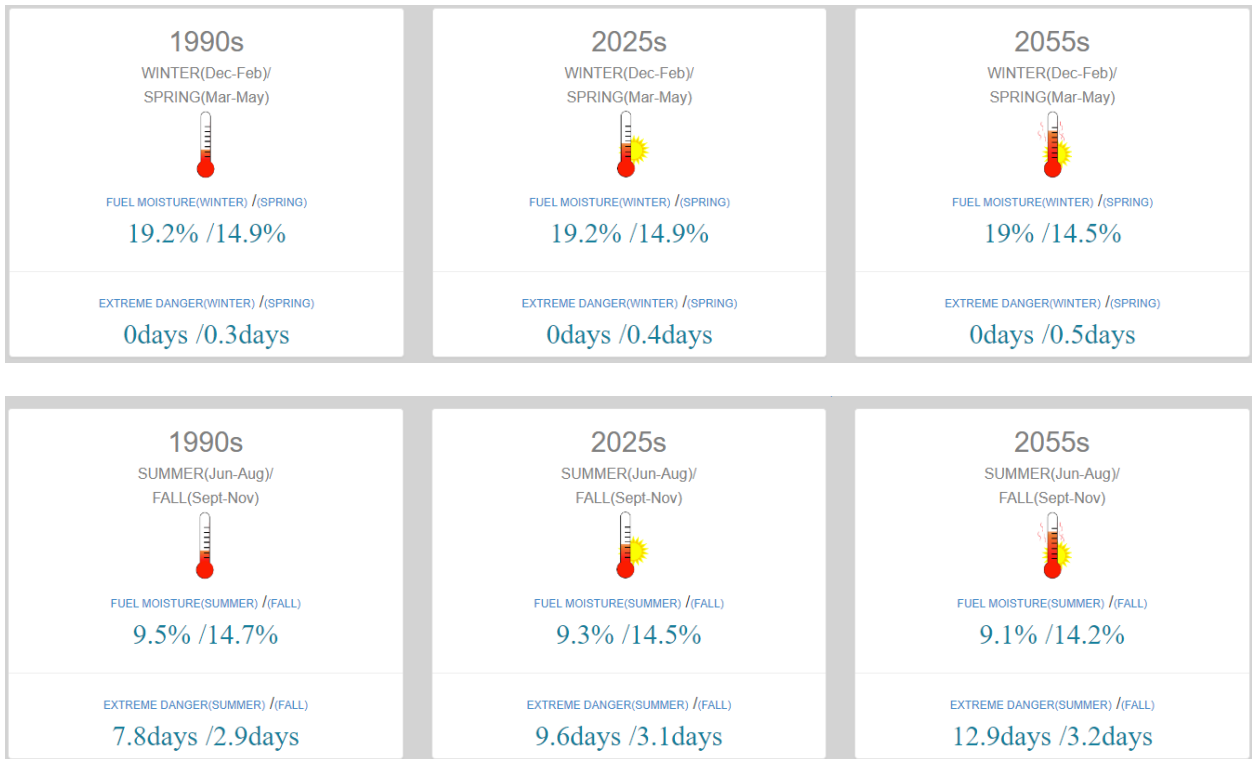 1990s
WINTER(Dec-Feb)/
SPRING(Mar-May)
FUEL MOISTURE(WINTER) /(SPRING)
19.2% /14.9%
EXTREME DANGER(WINTER) /(SPRING)
0days /0.3days
2025s
WINTER(Dec-Feb)/
SPRING(Mar-May)
FUEL MOISTURE(WINTER) /(SPRING)
19.2% /14.9%
EXTREME DANGER(WINTER) /(SPRING)
0days /0.4days
2055s
WINTER(Dec-Feb)/
SPRING(Mar-May)
FUEL MOISTURE(WINTER) /(SPRING)
19% /14.5%
EXTREME DANGER(WINTER) /(SPRING)
0days /0.5days
1990s
SUMMER(Jun-Aug)/
FALL(Sept-Nov)
FUEL MOISTURE(SUMMER) /(FALL)
9.5% /14.7%
EXTREME DANGER(SUMMER) /(FALL)
7.8days /2.9days
2025s
SUMMER(Jun-Aug)/
FALL(Sept-Nov)
FUEL MOISTURE(SUMMER) /(FALL)
9.3% /14.5%
EXTREME DANGER(SUMMER) /(FALL)
9.6days /3.1days
2055s
SUMMER(Jun-Aug)/
FALL(Sept-Nov)
FUEL MOISTURE(SUMMER) /(FALL)
9.1% /14.2%
EXTREME DANGER(SUMMER) /(FALL)
12.9days /3.2days